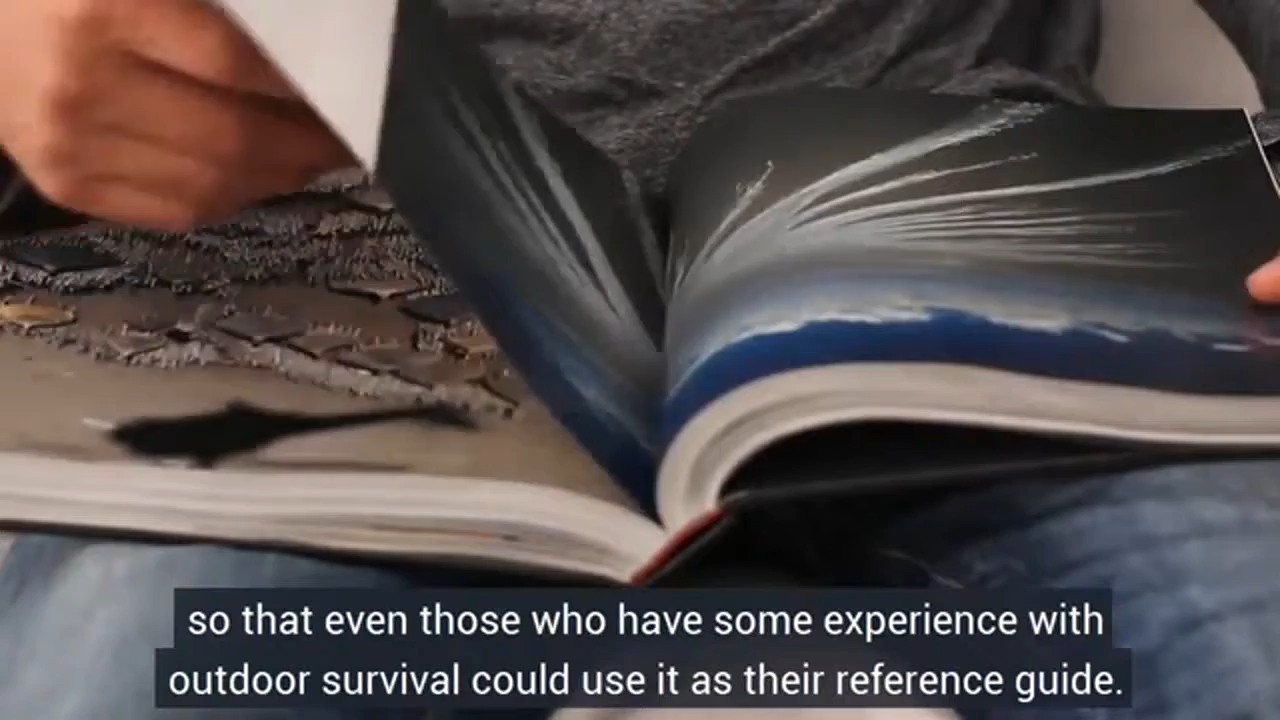 so that even those who have some experience with
outdoor survival could use it as their reference guide.